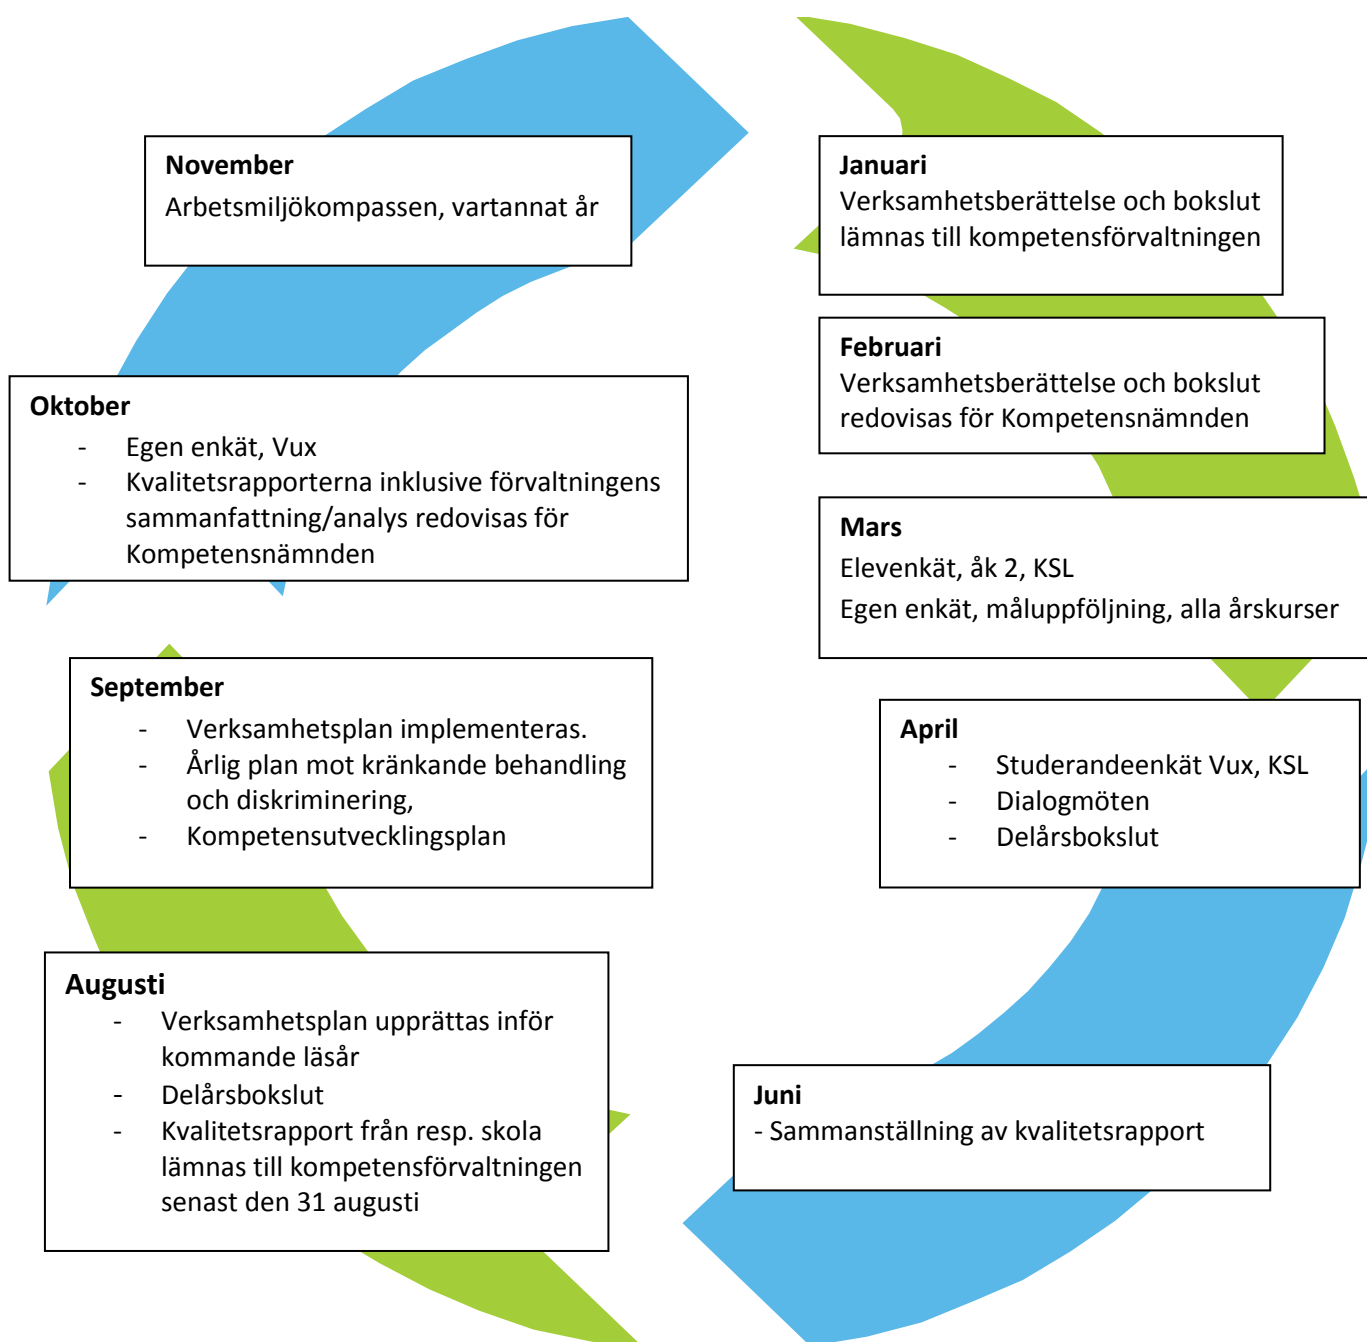 November
Arbetsmiljökompassen, vartannat år
Januari
Verksamhetsberättelse och bokslut
lämnas till kompetensförvaltningen
Februari
Verksamhetsberättelse och bokslut
redovisas för Kompetensnämnden
Oktober
- Egen enkät, Vux
- Kvalitetsrapporterna inklusive förvaltningens
sammanfattning/analys redovisas för
Kompetensnämnden
Mars
Elevenkät, åk 2, KSL
Egen enkät, måluppföljning, alla årskurser
September
- Verksamhetsplan implementeras.
- Årlig plan mot kränkande behandling
och diskriminering,
- Kompetensutvecklingsplan
April
- Studerandeenkät Vux, KSL
- Dialogmöten
- Delårsbokslut
Augusti
- Verksamhetsplan upprättas inför
kommande läsår
- Delårsbokslut
- Kvalitetsrapport från resp. skola
lämnas till kompetensförvaltningen
senast den 31 augusti
Juni
- Sammanställning av kvalitetsrapport